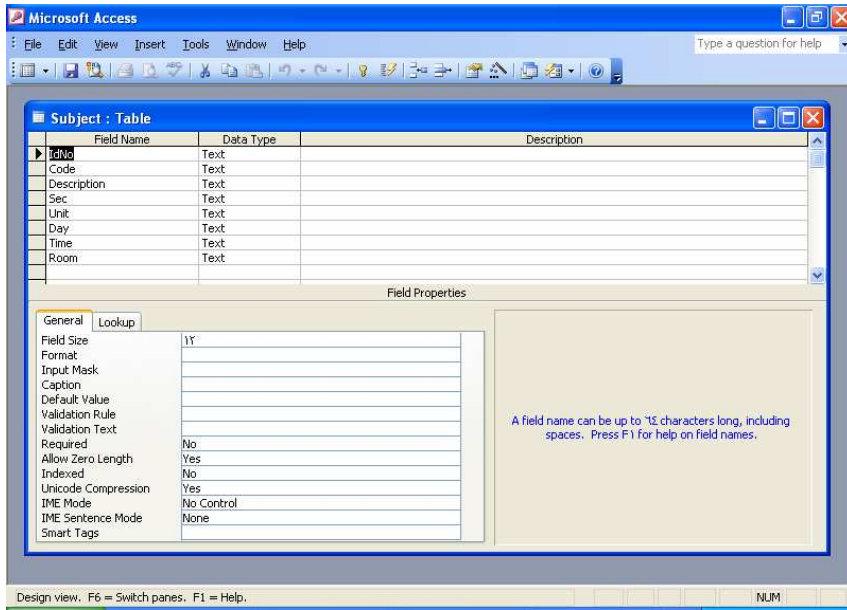 Microsoft Access
File Edit View Insert Tools Window Help Type a question for help
Subject : Table
Field Name Data Type Description
IdNo Text
Code Text
Description Text
Sec Text
Unit Text
Day Text
Time Text
Room Text
Field Properties
General Lookup
Field Size ١٢
Format
Input Mask
Caption
Default Value
Validation Rule
Validation Text
Required No
Allow Zero Length Yes
Indexed No
Unicode Compression Yes
IME Mode No Control
IME Sentence Mode None
Smart Tags
A field name can be up to ٦٤ characters long, including
spaces. Press F١ for help on field names.
Design view. F6 = Switch panes. F1 = Help. NUM